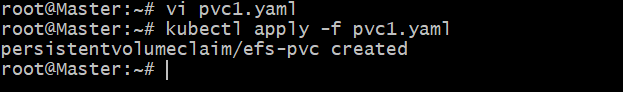 root@Master:~# vi pvc1.yaml
root@Master:~# kubectl apply -f pvc1.yaml
persistentvolumeclaim/efs-pvc created
root@Master:~#